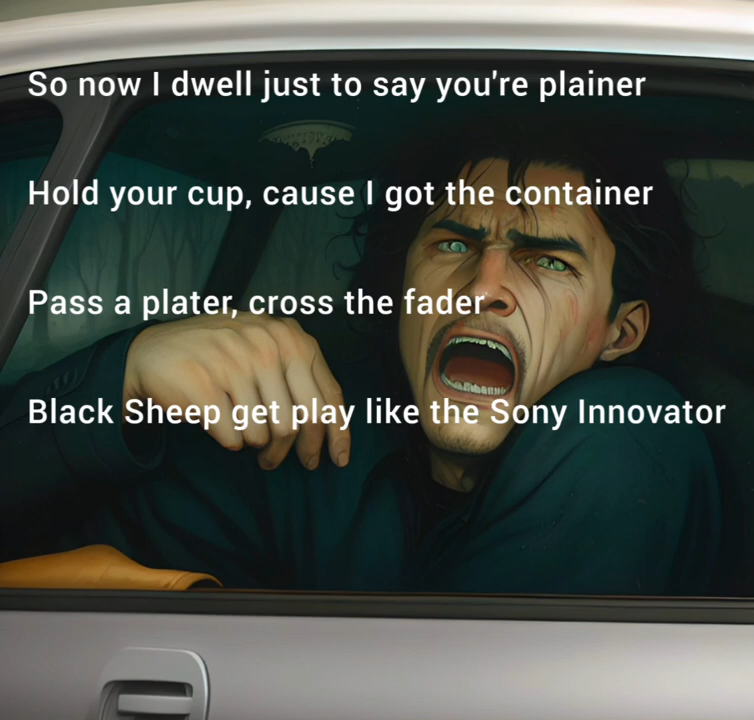 So now I dwell just to say you're plainer
Hold your cup, cause I got the container
Pass a plater, cross the fader
Black Sheep get play like the Sony Innovator